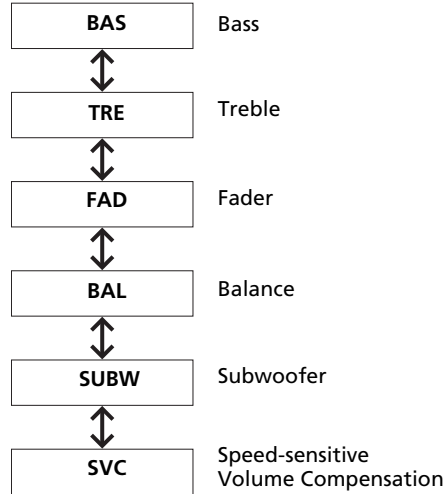 BAS Bass
TRE Treble
FAD Fader
BAL Balance
SUBW Subwoofer
SVC Speed-sensitive
Volume Compensation